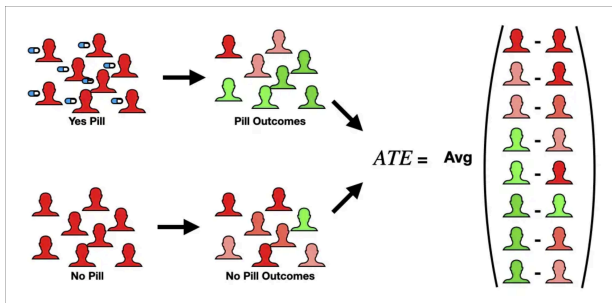 Yes Pill
Pill Outcomes
ATE = Avg
No Pill
No Pill Outcomes
-
-
-
-
-
-
-
-